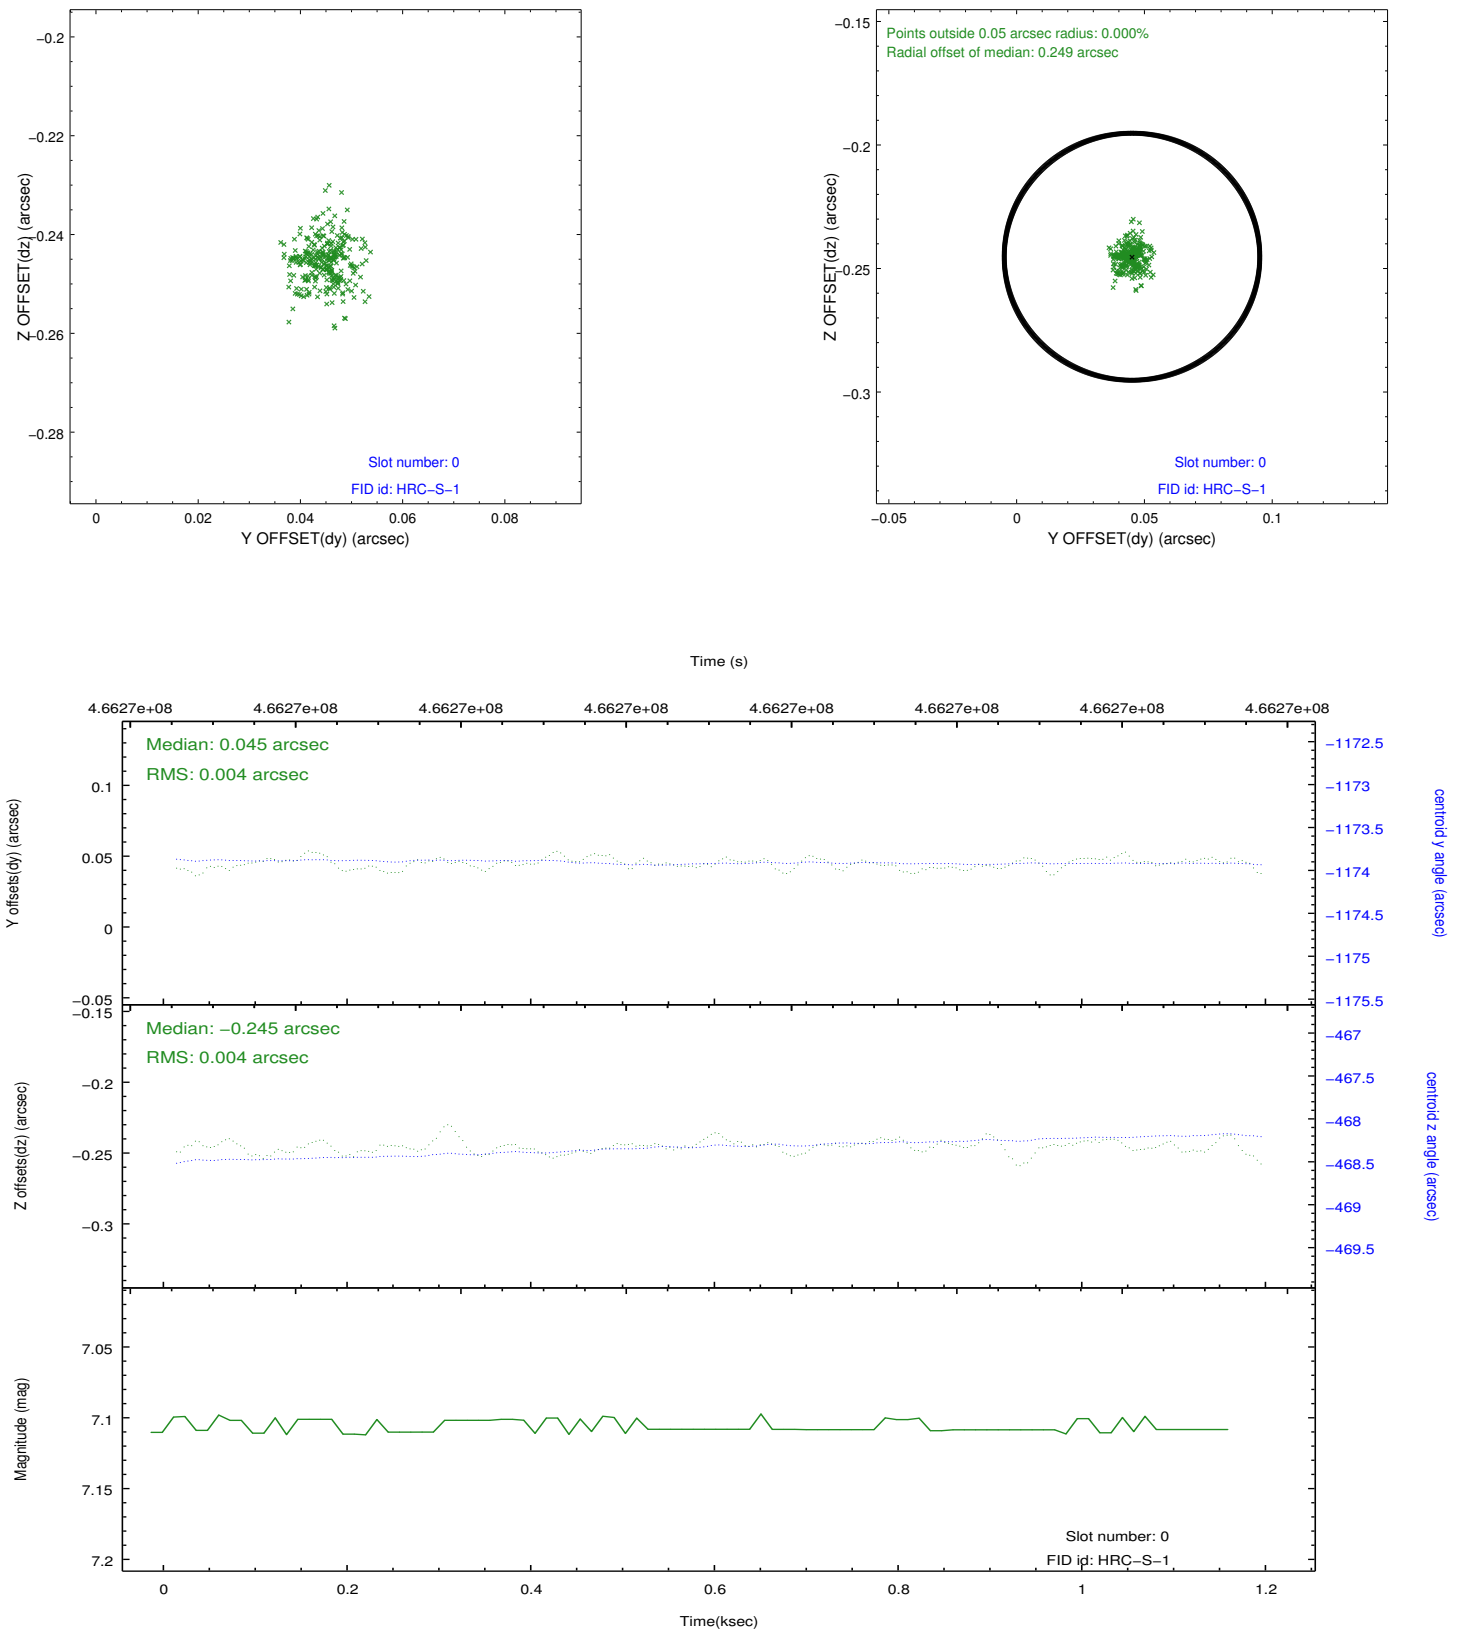 −0.2
−0.22
−0.24
−0.26
−0.28
Z OFFSET(dz) (arcsec)
Slot number: 0
FID id: HRC−S−1
0 0.02 0.04 0.06 0.08
Y OFFSET(dy) (arcsec)
Points outside 0.05 arcsec radius: 0.000%
Radial offset of median: 0.249 arcsec
−0.15
−0.2
−0.25
−0.3
Z OFFSET(dz) (arcsec)
Slot number: 0
FID id: HRC−S−1
−0.05 0 0.05 0.1
Y OFFSET(dy) (arcsec)
Time (s)
4.6627e+08 4.6627e+08 4.6627e+08 4.6627e+08 4.6627e+08 4.6627e+08 4.6627e+08 4.6627e+08
Median: 0.045 arcsec
RMS: 0.004 arcsec
0.1
0.05
0
−0.05
Y offsets(dy) (arcsec)
−1172.5
−1173
−1173.5
−1174
−1174.5
−1175
−1175.5
centroid y angle (arcsec)
Median: −0.245 arcsec
RMS: 0.004 arcsec
−0.15
−0.2
−0.25
−0.3
Z offsets(dz) (arcsec)
−467
−467.5
−468
−468.5
−469
−469.5
centroid z angle (arcsec)
7.05
7.1
7.15
7.2
Magnitude (mag)
Slot number: 0
FID id: HRC−S−1
0 0.2 0.4 0.6 0.8 1 1.2
Time(ksec)